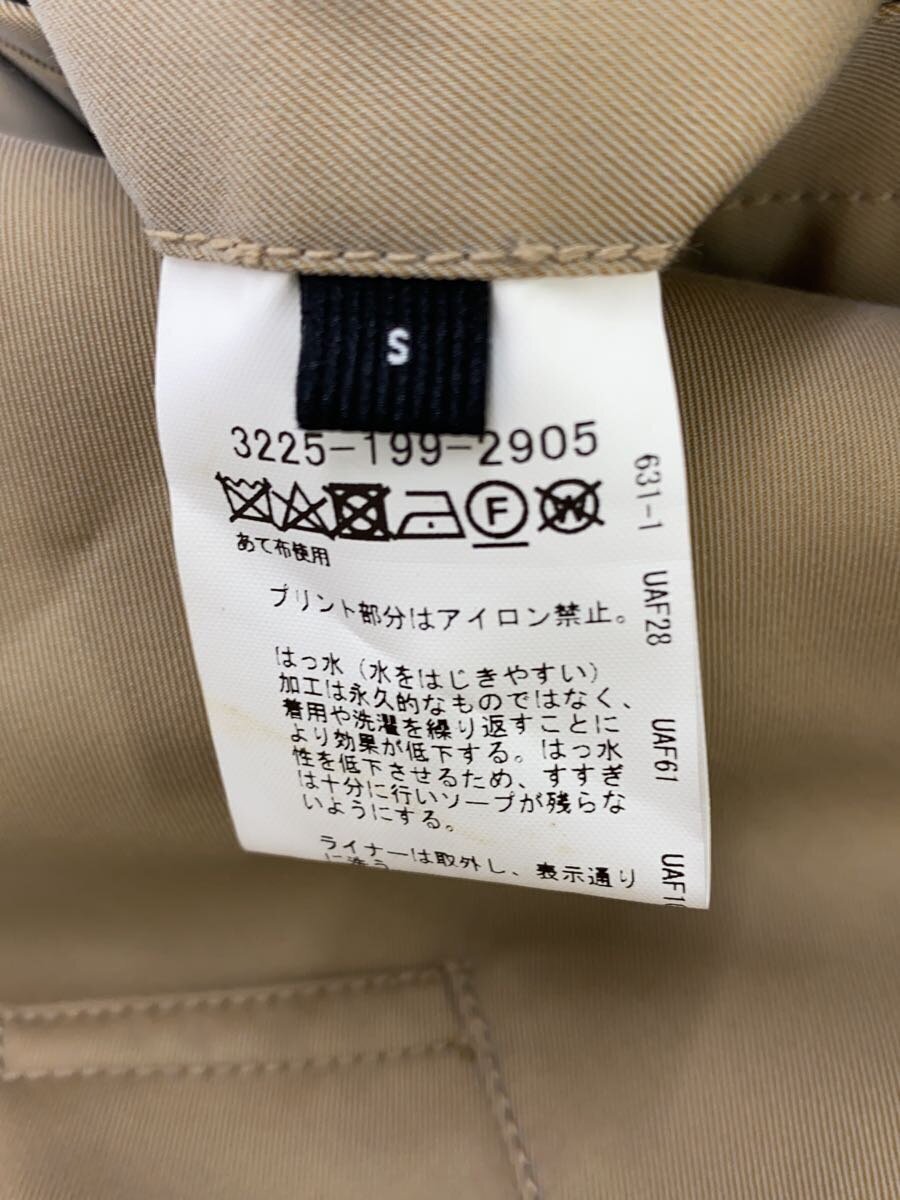 S
3225-199-2905
F W
あて布使用
プリント部分はアイロン禁止。
はっ水（水をはじきやすい）
加工は永久的なものではなく、
着用や洗濯を繰り返すことに
より効果が低下する。はっ水
性を低下させるため、すすぎ
は十分に行いソープが残らな
いようにする。
ライナーは取外し、表示通り
に洗う
631-1 UAF28 UAF61